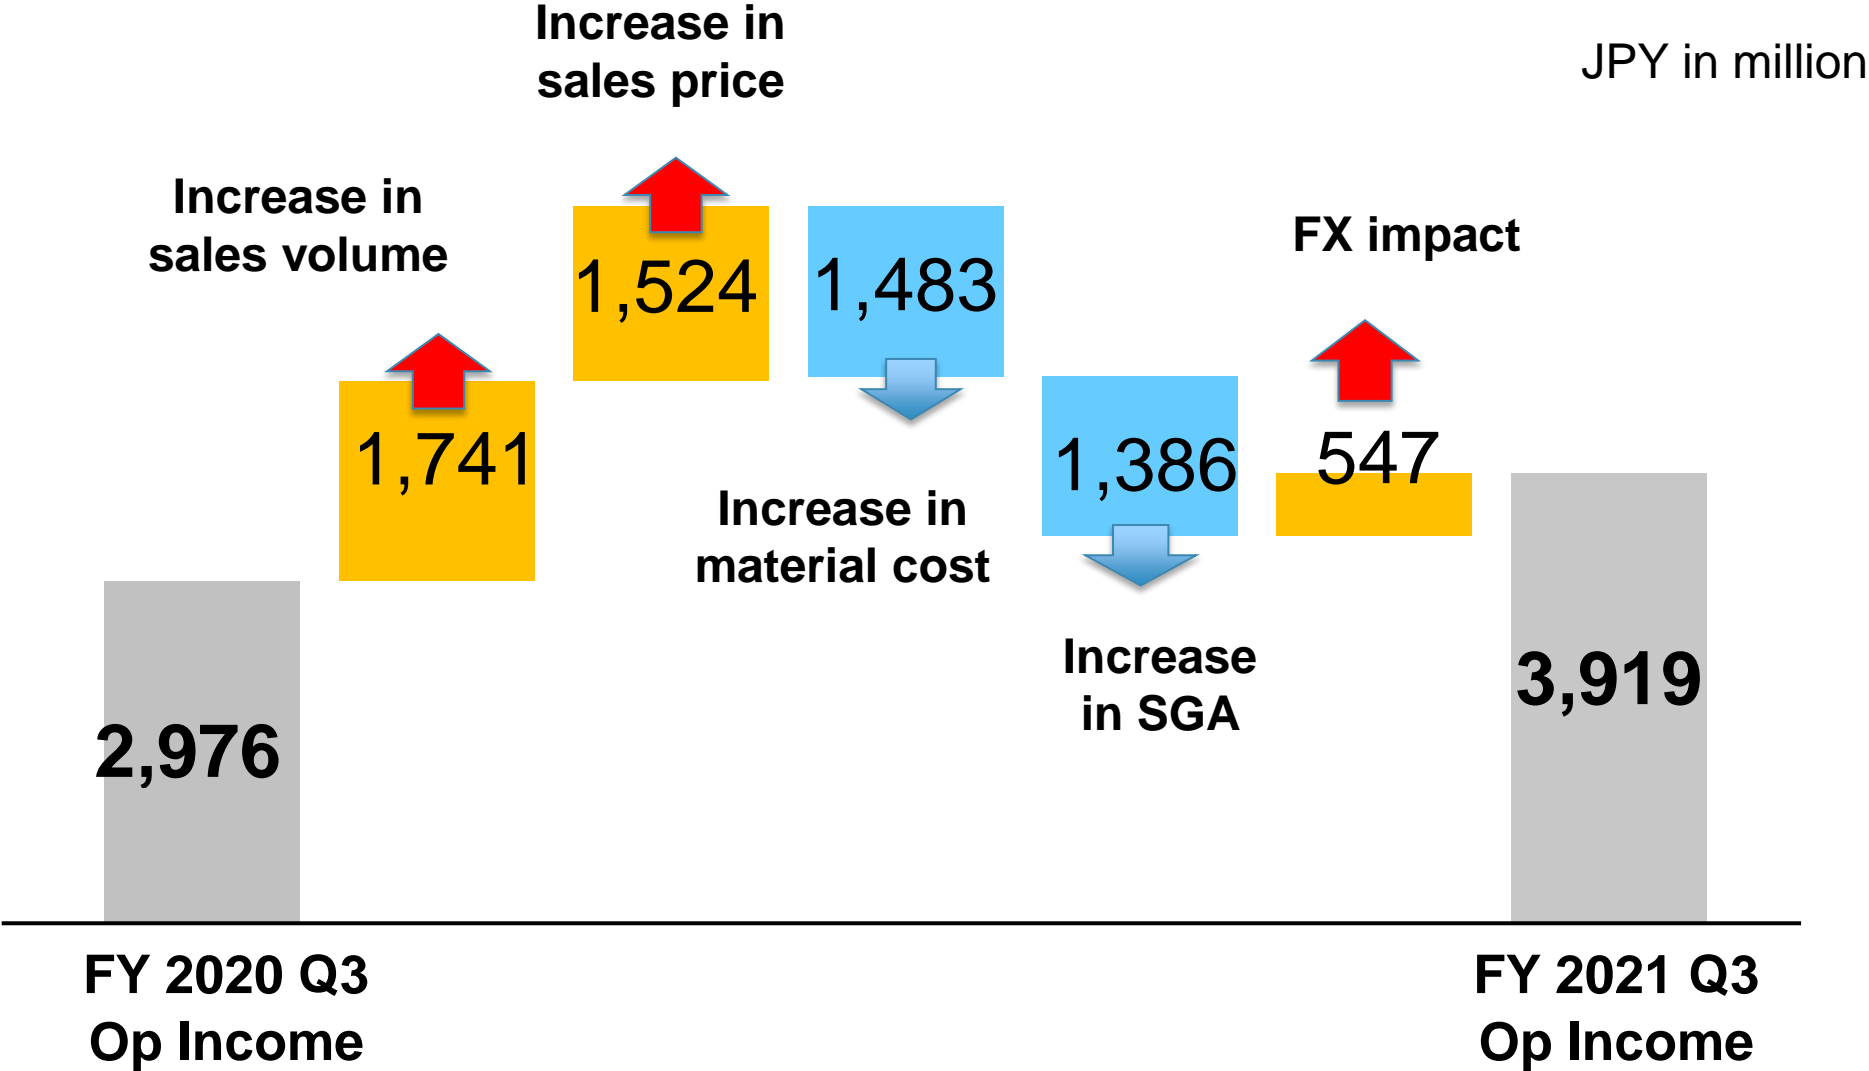 Increase in
sales price
JPY in million
Increase in
sales volume
1,524
1,483
FX impact
1,741
1,386
547
Increase in
material cost
Increase
in SGA
2,976
3,919
FY 2020 Q3
Op Income
FY 2021 Q3
Op Income